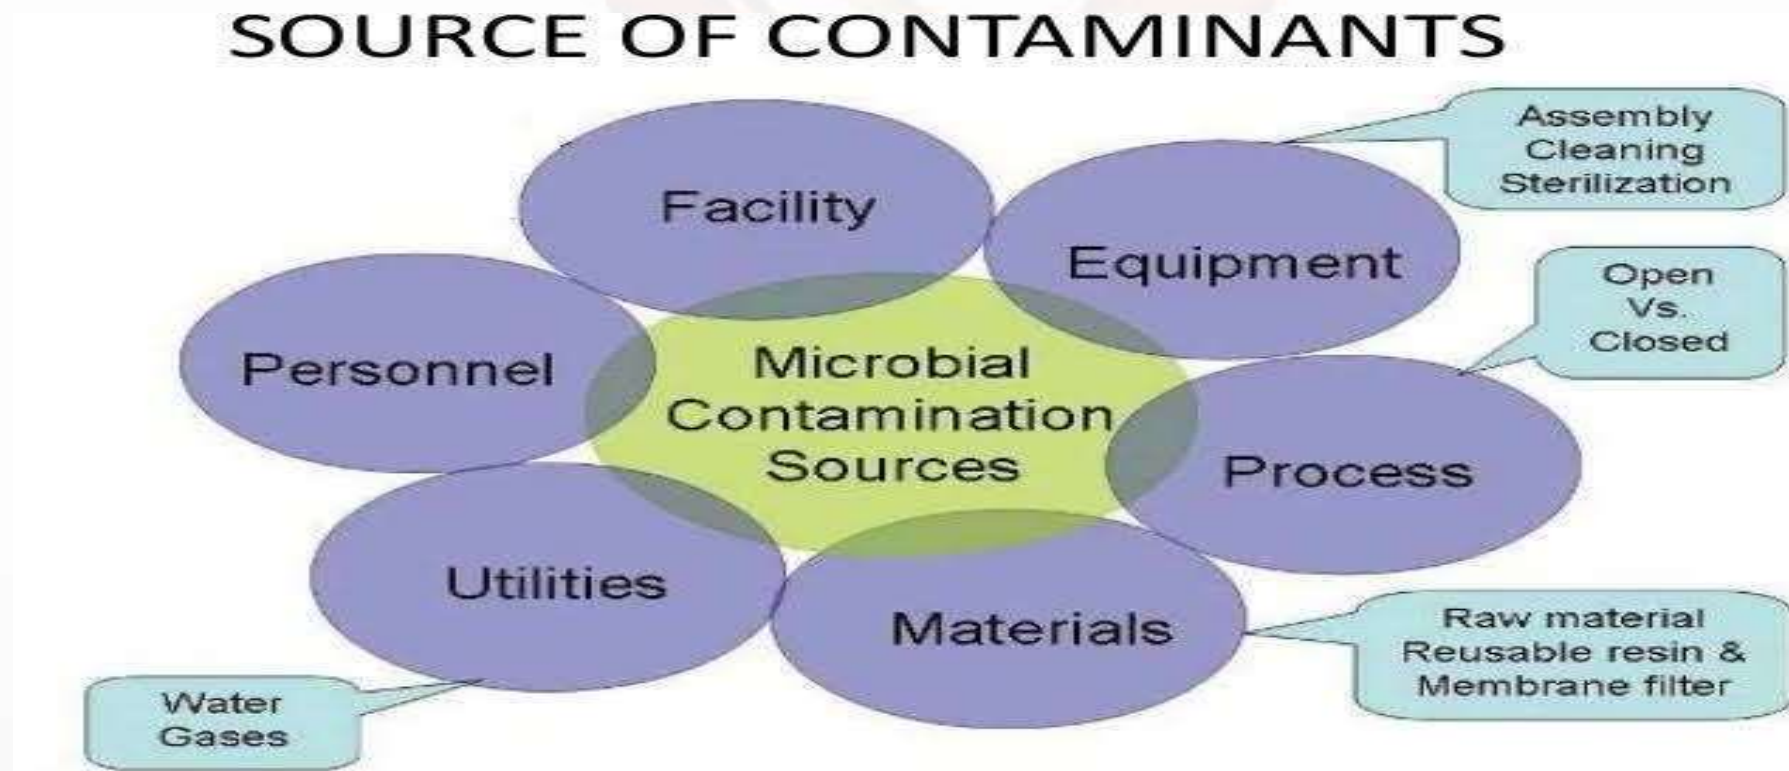 SOURCE OF CONTAMINANTS
Facility
Equipment
Assembly
Cleaning
Sterilization
Personnel
Microbial
Contamination
Sources
Process
Open
Vs.
Closed
Utilities
Water
Gases
Materials
Raw material
Reusable resin &
Membrane filter